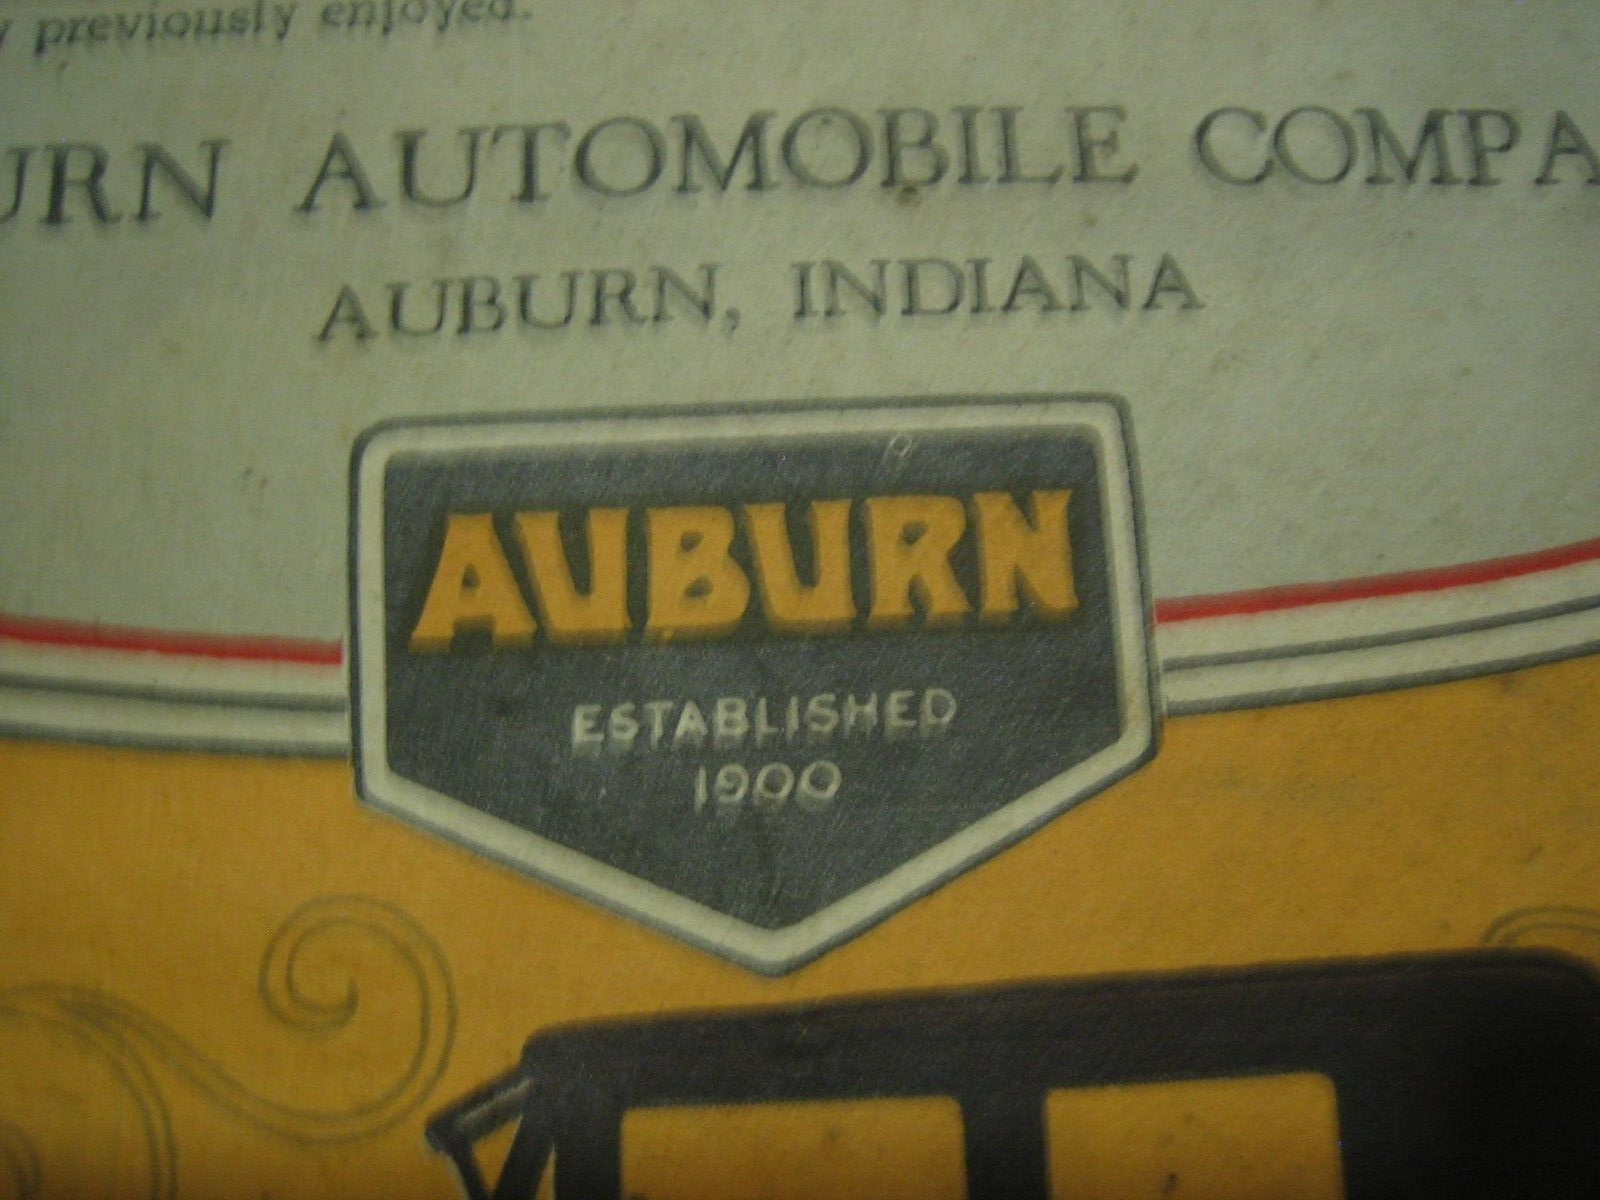 previously enjoyed.
URN AUTOMOBILE COMPA
AUBURN, INDIANA
AUBURN
ESTABLISHED
1900